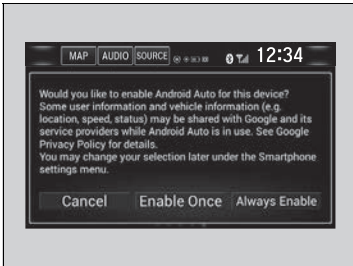 MAP AUDIO SOURCE 12:34
Would you like to enable Android Auto for this device?
Some user information and vehicle information (e.g.
location, speed, status) may be shared with Google and its
service providers while Android Auto is in use. See Google
Privacy Policy for details.
You may change your selection later under the Smartphone
settings menu.
Cancel Enable Once Always Enable